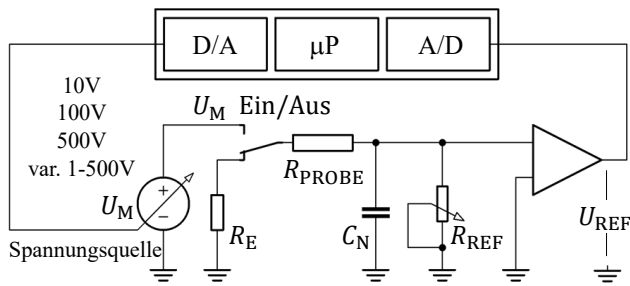 D/A
µP
A/D
10V
100V
500V
var. 1-500V
U_M Ein/Aus
R_PROBE
+
−
U_M
R_E
C_N
R_REF
U_REF
Spannungsquelle